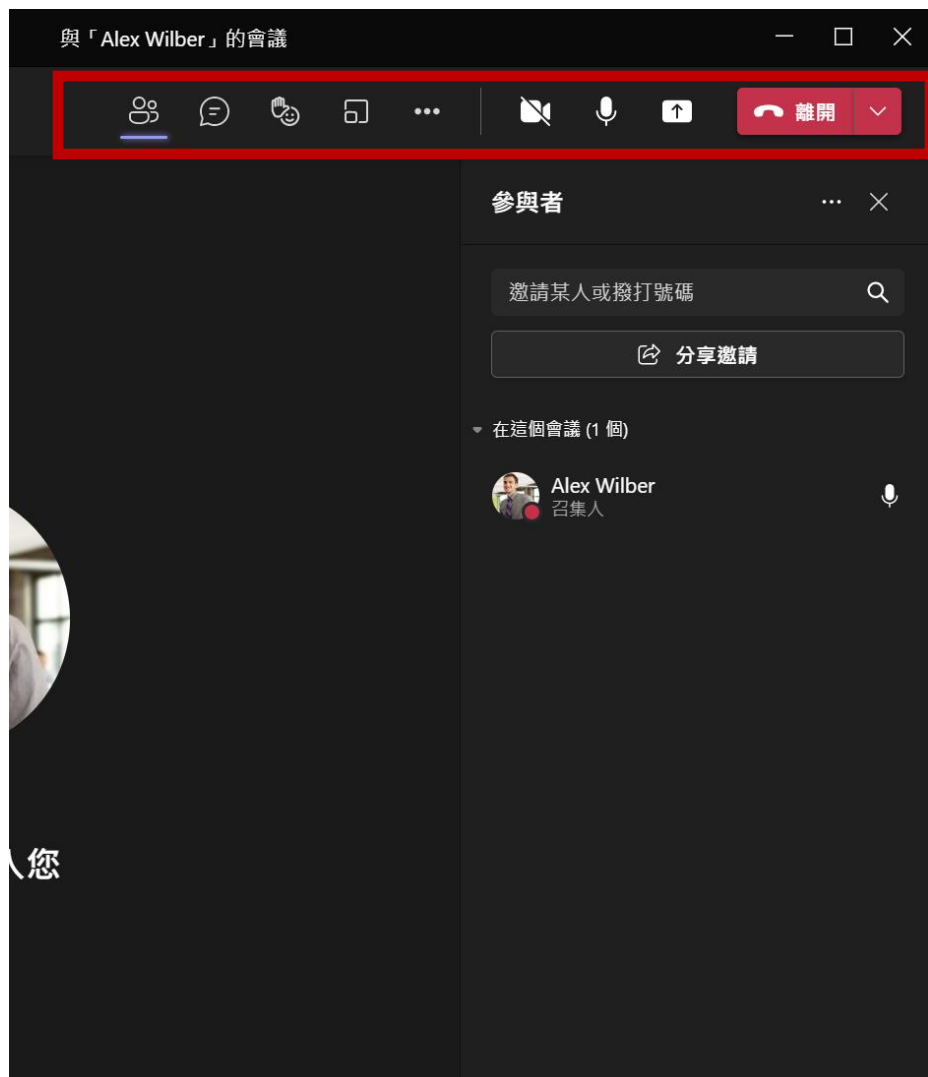 與「Alex Wilber」的會議
離開
參與者
邀請某人或撥打號碼
分享邀請
在這個會議 (1 個)
Alex Wilber
召集人
人您